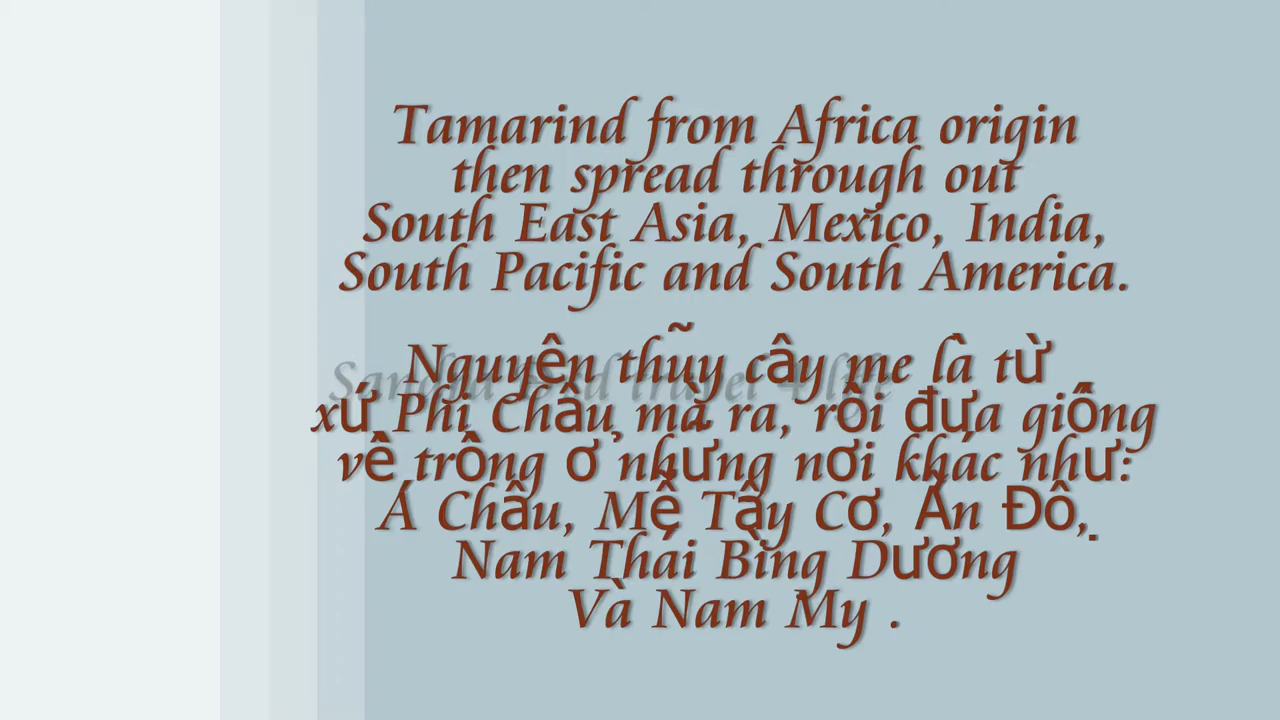 Tamarind from Africa origin
then spread through out
South East Asia, Mexico, India,
South Pacific and South America.
Nguyên thũy cây me là từ
xứ Phi Châu mà ra, rồi đưa giống
về trồng ở những nơi khác như:
Á Châu, Mễ Tây Cơ, Ấn Độ,
Nam Thái Bình Dương
Và Nam Mỹ .